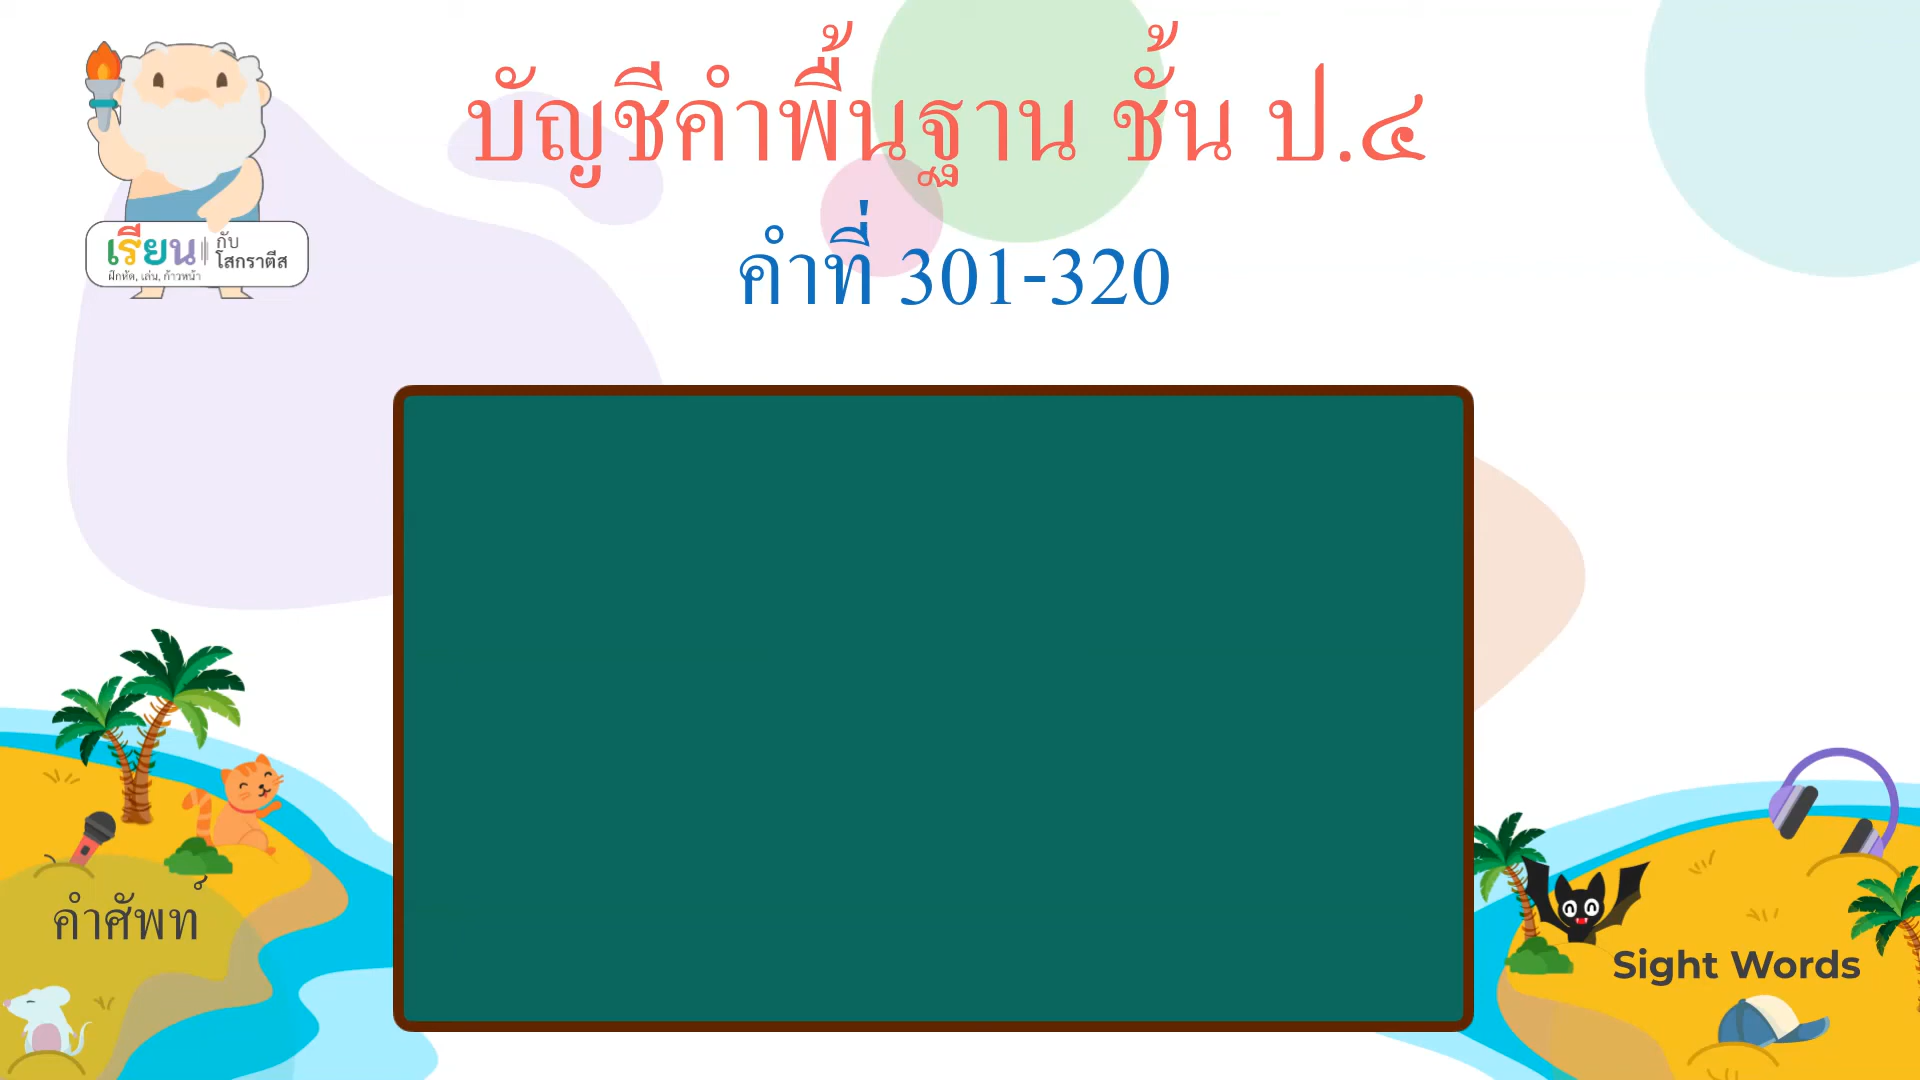 บัญชีคำพื้นฐาน ชั้น ป.๔
คำที่ 301-320
เรียน กับ โสกราตีส
ฝึกหัด, เล่น, ก้าวหน้า
คำศัพท์
Sight Words